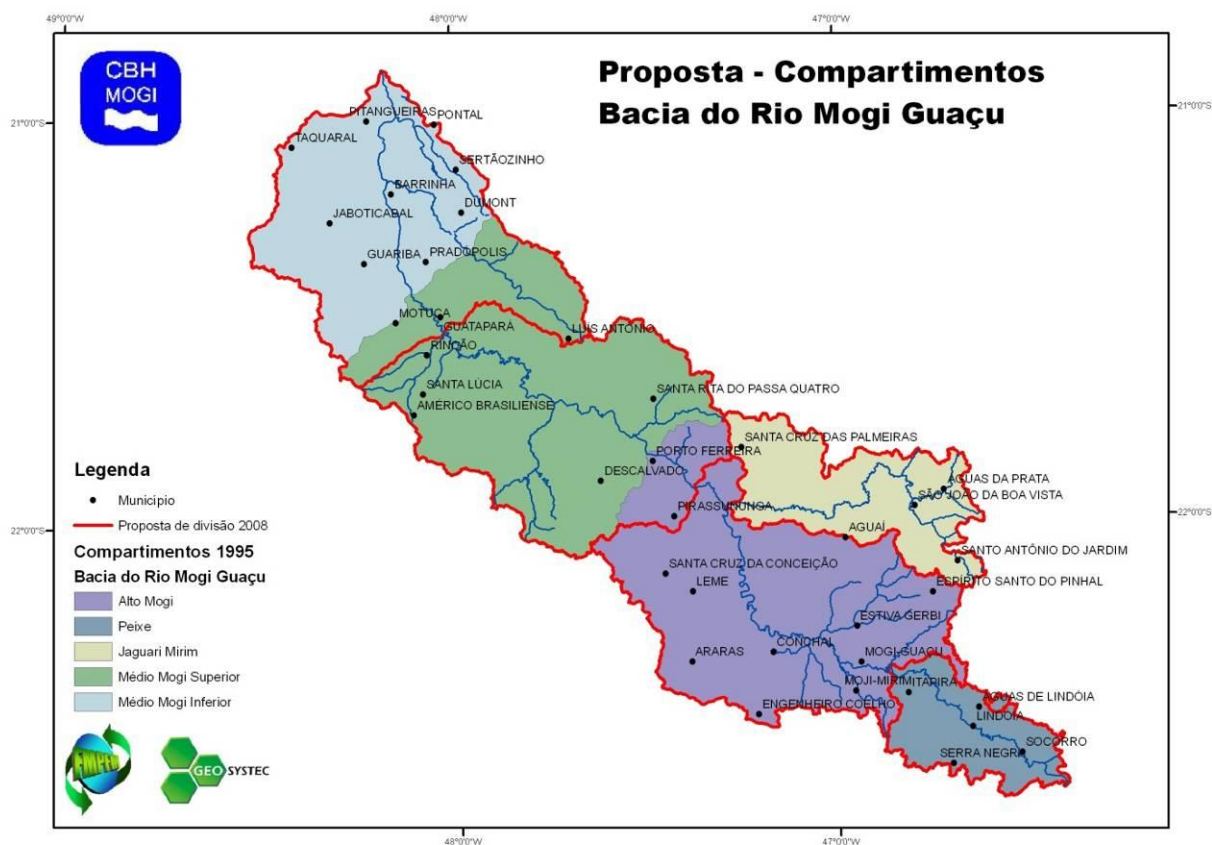 49°0'0"W
48°0'0"W
47°0'0"W
CBH
MOGI
Proposta - Compartimentos
Bacia do Rio Mogi Guaçu
21°0'0"S
21°0'0"S
PITANGUEIRAS
PONTAL
TAQUARAL
SERTÃOZINHO
BARRINHA
DUMONT
JABOTICABAL
GUARIBA
PRADÓPOLIS
MOTUCA
GUATAPARÁ
LUÍS ANTÔNIO
RINCÃO
SANTA LÚCIA
SANTA RITA DO PASSA QUATRO
AMÉRICO BRASILIENSE
SANTA CRUZ DAS PALMEIRAS
PORTO FERREIRA
DESCALVADO
ÁGUAS DA PRATA
SÃO JOÃO DA BOA VISTA
PIRASSUNUNGA
AGUAÍ
SANTO ANTÔNIO DO JARDIM
SANTA CRUZ DA CONCEIÇÃO
LEME
ESPÍRITO SANTO DO PINHAL
ESTIVA GERBI
CONCHAL
ARARAS
MOGI-GUAÇU
MOJI-MIRIM
ITAPIRA
ENGENHEIRO COELHO
ÁGUAS DE LINDÓIA
LINDÓIA
SOCORRO
SERRA NEGRA
22°0'0"S
22°0'0"S
Legenda
Município
Proposta de divisão 2008
Compartimentos 1995
Bacia do Rio Mogi Guaçu
Alto Mogi
Peixe
Jaguari Mirim
Médio Mogi Superior
Médio Mogi Inferior
GEO SYSTEC
48°0'0"W
47°0'0"W